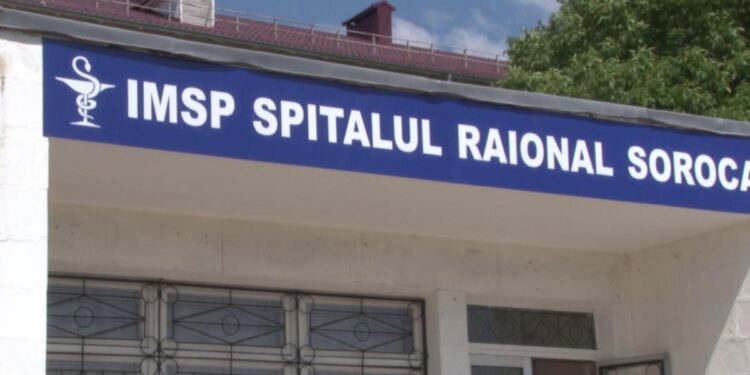 IMSP SPITALUL RAIONAL SOROCA